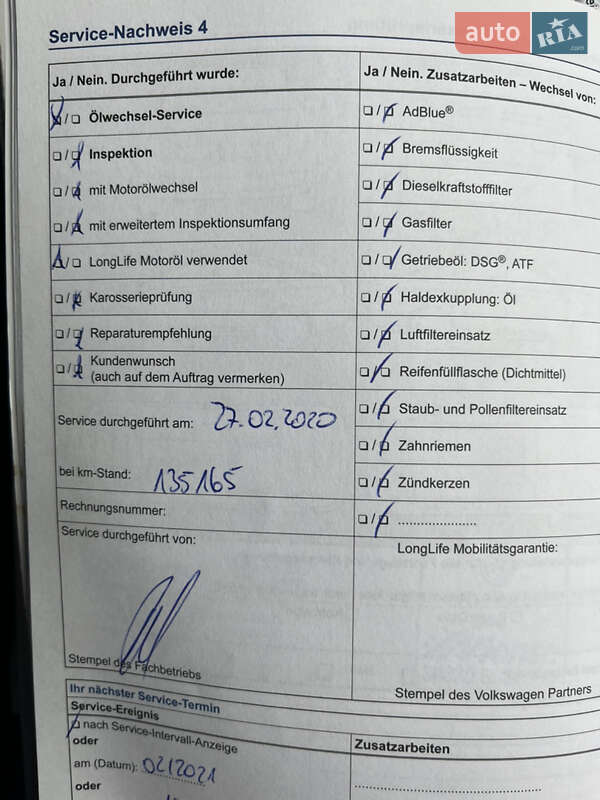 auto RIA .com
Service-Nachweis 4
Ja / Nein. Durchgeführt wurde:
❏/❏ Ölwechsel-Service
❏/❏ Inspektion
❏/❏ mit Motorölwechsel
❏/❏ mit erweitertem Inspektionsumfang
❏/❏ LongLife Motoröl verwendet
❏/❏ Karosserieprüfung
❏/❏ Reparaturempfehlung
❏/❏ Kundenwunsch
(auch auf dem Auftrag vermerken)
Service durchgeführt am: 27.02.2020
bei km-Stand: 135165
Rechnungsnummer:
Service durchgeführt von:
Stempel des Fachbetriebs
Ja / Nein. Zusatzarbeiten – Wechsel von:
❏/❏ AdBlue®
❏/❏ Bremsflüssigkeit
❏/❏ Dieselkraftstofffilter
❏/❏ Gasfilter
❏/❏ Getriebeöl: DSG®, ATF
❏/❏ Haldexkupplung: Öl
❏/❏ Luftfiltereinsatz
❏/❏ Reifenfüllflasche (Dichtmittel)
❏/❏ Staub- und Pollenfiltereinsatz
❏/❏ Zahnriemen
❏/❏ Zündkerzen
❏/❏ ......................
LongLife Mobilitätsgarantie:
Stempel des Volkswagen Partners
Ihr nächster Service-Termin
Service-Ereignis
❏ nach Service-Intervall-Anzeige
oder
am (Datum): 02/2021
oder
Zusatzarbeiten